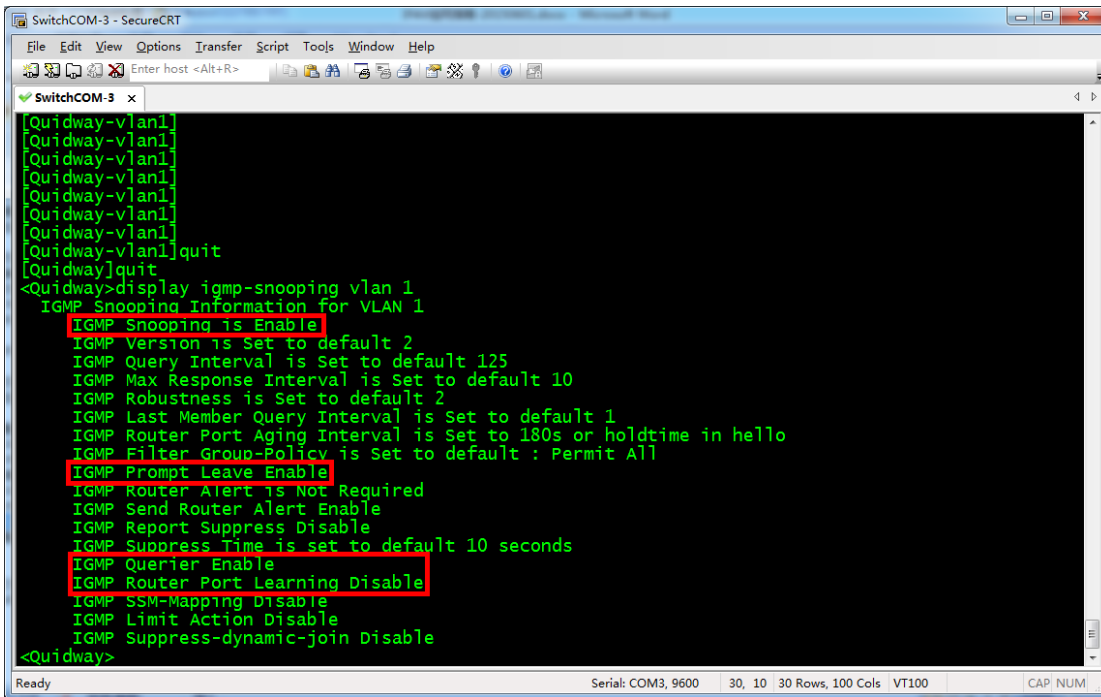 SwitchCOM-3 - SecureCRT
File Edit View Options Transfer Script Tools Window Help
Enter host <Alt+R>
SwitchCOM-3 x
[Quidway-vlan1]
[Quidway-vlan1]
[Quidway-vlan1]
[Quidway-vlan1]
[Quidway-vlan1]
[Quidway-vlan1]
[Quidway-vlan1]
[Quidway-vlan1]quit
[Quidway]quit
<Quidway>display igmp-snooping vlan 1
IGMP Snooping Information for VLAN 1
IGMP Snooping is Enable
IGMP Version is Set to default 2
IGMP Query Interval is Set to default 125
IGMP Max Response Interval is Set to default 10
IGMP Robustness is Set to default 2
IGMP Last Member Query Interval is Set to default 1
IGMP Router Port Aging Interval is Set to 180s or holdtime in hello
IGMP Filter Group-Policy is Set to default : Permit All
IGMP Prompt Leave Enable
IGMP Router Alert is Not Required
IGMP Send Router Alert Enable
IGMP Report Suppress Disable
IGMP Suppress Time is set to default 10 seconds
IGMP Querier Enable
IGMP Router Port Learning Disable
IGMP SSM-Mapping Disable
IGMP Limit Action Disable
IGMP Suppress-dynamic-join Disable
<Quidway>
Ready Serial: COM3, 9600 30, 10 30 Rows, 100 Cols VT100 CAP NUM